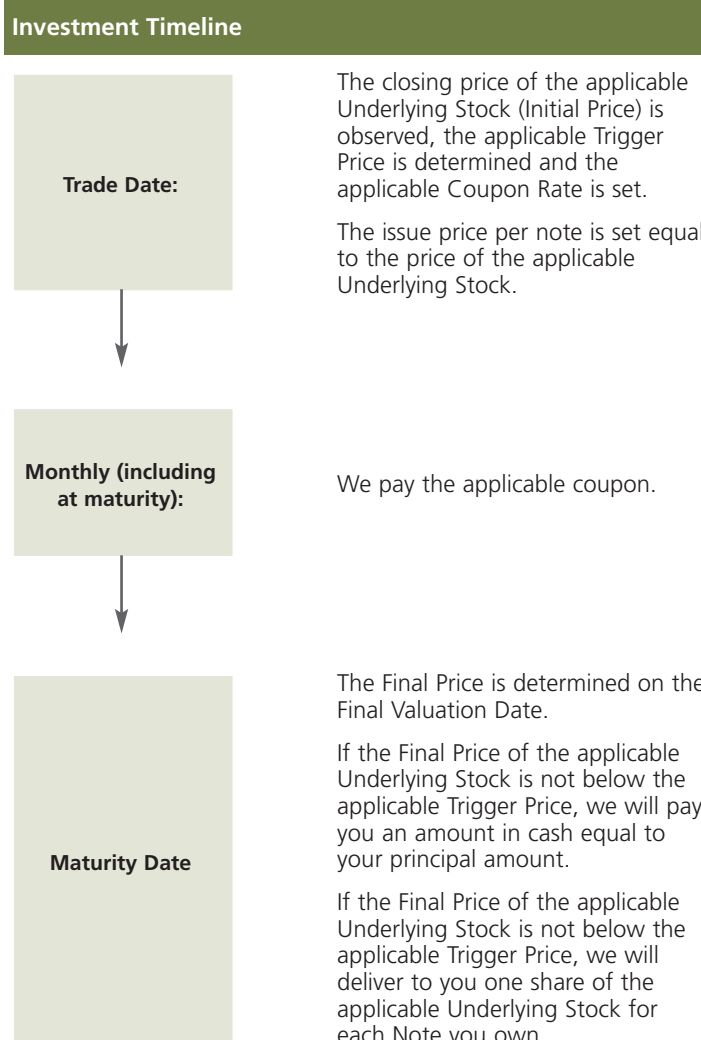 Investment Timeline
Trade Date:
The closing price of the applicable
Underlying Stock (Initial Price) is
observed, the applicable Trigger
Price is determined and the
applicable Coupon Rate is set.
The issue price per note is set equal
to the price of the applicable
Underlying Stock.
Monthly (including
at maturity):
We pay the applicable coupon.
Maturity Date
The Final Price is determined on the
Final Valuation Date.
If the Final Price of the applicable
Underlying Stock is not below the
applicable Trigger Price, we will pay
you an amount in cash equal to
your principal amount.
If the Final Price of the applicable
Underlying Stock is not below the
applicable Trigger Price, we will
deliver to you one share of the
applicable Underlying Stock for
each Note you own